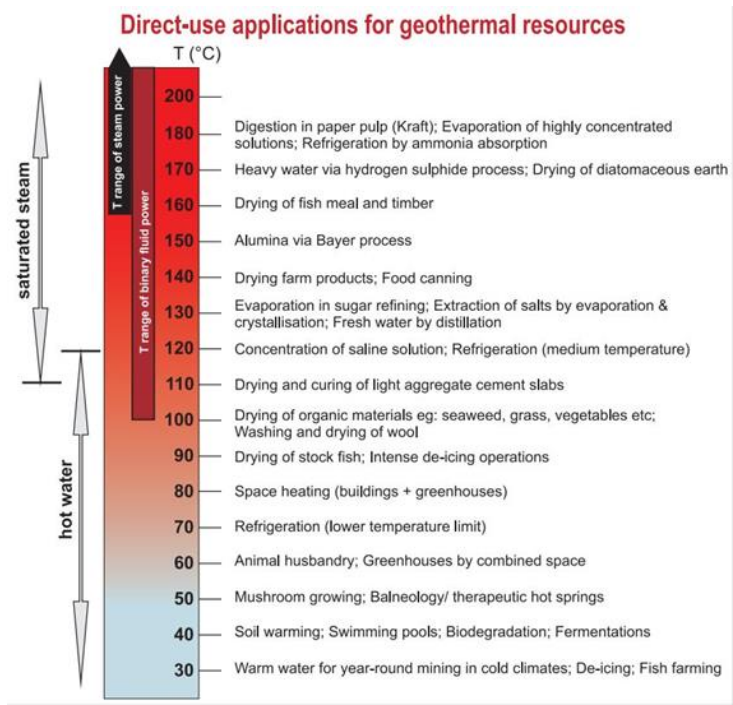 Direct-use applications for geothermal resources
T (°C)
200
180 Digestion in paper pulp (Kraft); Evaporation of highly concentrated
solutions; Refrigeration by ammonia absorption
170 Heavy water via hydrogen sulphide process; Drying of diatomaceous earth
160 Drying of fish meal and timber
150 Alumina via Bayer process
140 Drying farm products; Food canning
130 Evaporation in sugar refining; Extraction of salts by evaporation &
crystallisation; Fresh water by distillation
120 Concentration of saline solution; Refrigeration (medium temperature)
110 Drying and curing of light aggregate cement slabs
100 Drying of organic materials eg: seaweed, grass, vegetables etc;
Washing and drying of wool
90 Drying of stock fish; Intense de-icing operations
80 Space heating (buildings + greenhouses)
70 Refrigeration (lower temperature limit)
60 Animal husbandry; Greenhouses by combined space
50 Mushroom growing; Balneology/ therapeutic hot springs
40 Soil warming; Swimming pools; Biodegradation; Fermentations
30 Warm water for year-round mining in cold climates; De-icing; Fish farming
saturated steam
hot water
T range of steam power
T range of binary fluid power